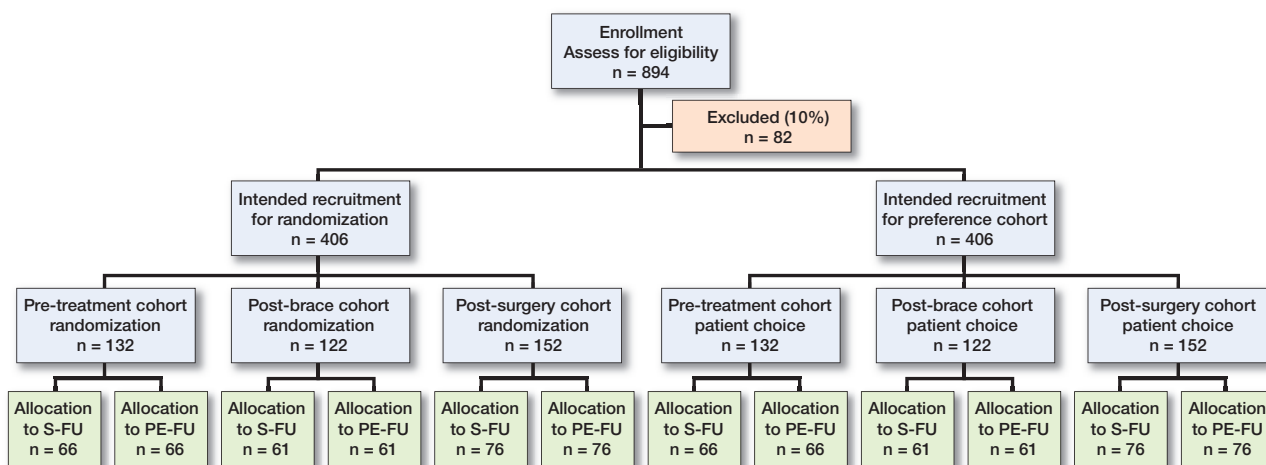 Enrollment
Assess for eligibility
n = 894
Excluded (10%)
n = 82
Intended recruitment
for randomization
n = 406
Intended recruitment
for preference cohort
n = 406
Pre-treatment cohort
randomization
n = 132
Post-brace cohort
randomization
n = 122
Post-surgery cohort
randomization
n = 152
Pre-treatment cohort
patient choice
n = 132
Post-brace cohort
patient choice
n = 122
Post-surgery cohort
patient choice
n = 152
Allocation
to S-FU
n = 66
Allocation
to PE-FU
n = 66
Allocation
to S-FU
n = 61
Allocation
to PE-FU
n = 61
Allocation
to S-FU
n = 76
Allocation
to PE-FU
n = 76
Allocation
to S-FU
n = 66
Allocation
to PE-FU
n = 66
Allocation
to S-FU
n = 61
Allocation
to PE-FU
n = 61
Allocation
to S-FU
n = 76
Allocation
to PE-FU
n = 76